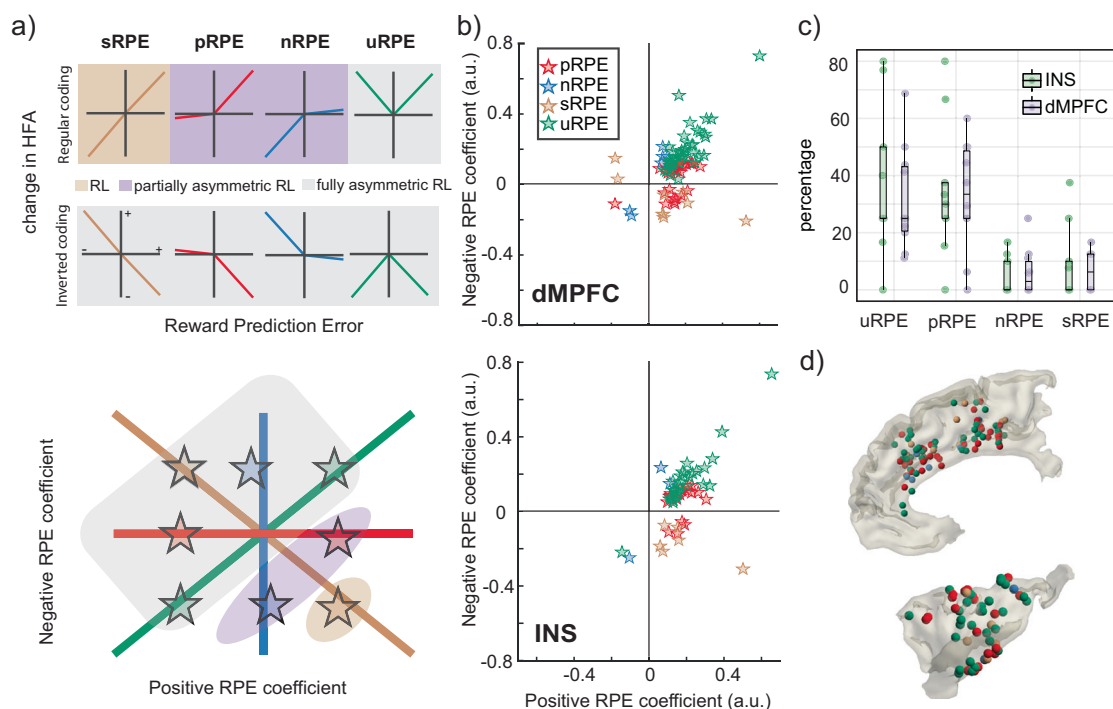 a)
sRPE pRPE nRPE uRPE
change in HFA
Regular coding
RL partially asymmetric RL fully asymmetric RL
Inverted coding
+
- +
-
Reward Prediction Error
Negative RPE coefficient
Positive RPE coefficient
b)
Negative RPE coefficient (a.u.)
0.8
0.4
0
-0.4
-0.8
pRPE
nRPE
sRPE
uRPE
dMPFC
Negative RPE coefficient (a.u.)
0.8
0.4
0
-0.4
-0.8
INS
-0.4 0 0.4
Positive RPE coefficient (a.u.)
c)
percentage
80
60
40
20
0
INS
dMPFC
uRPE pRPE nRPE sRPE
d)